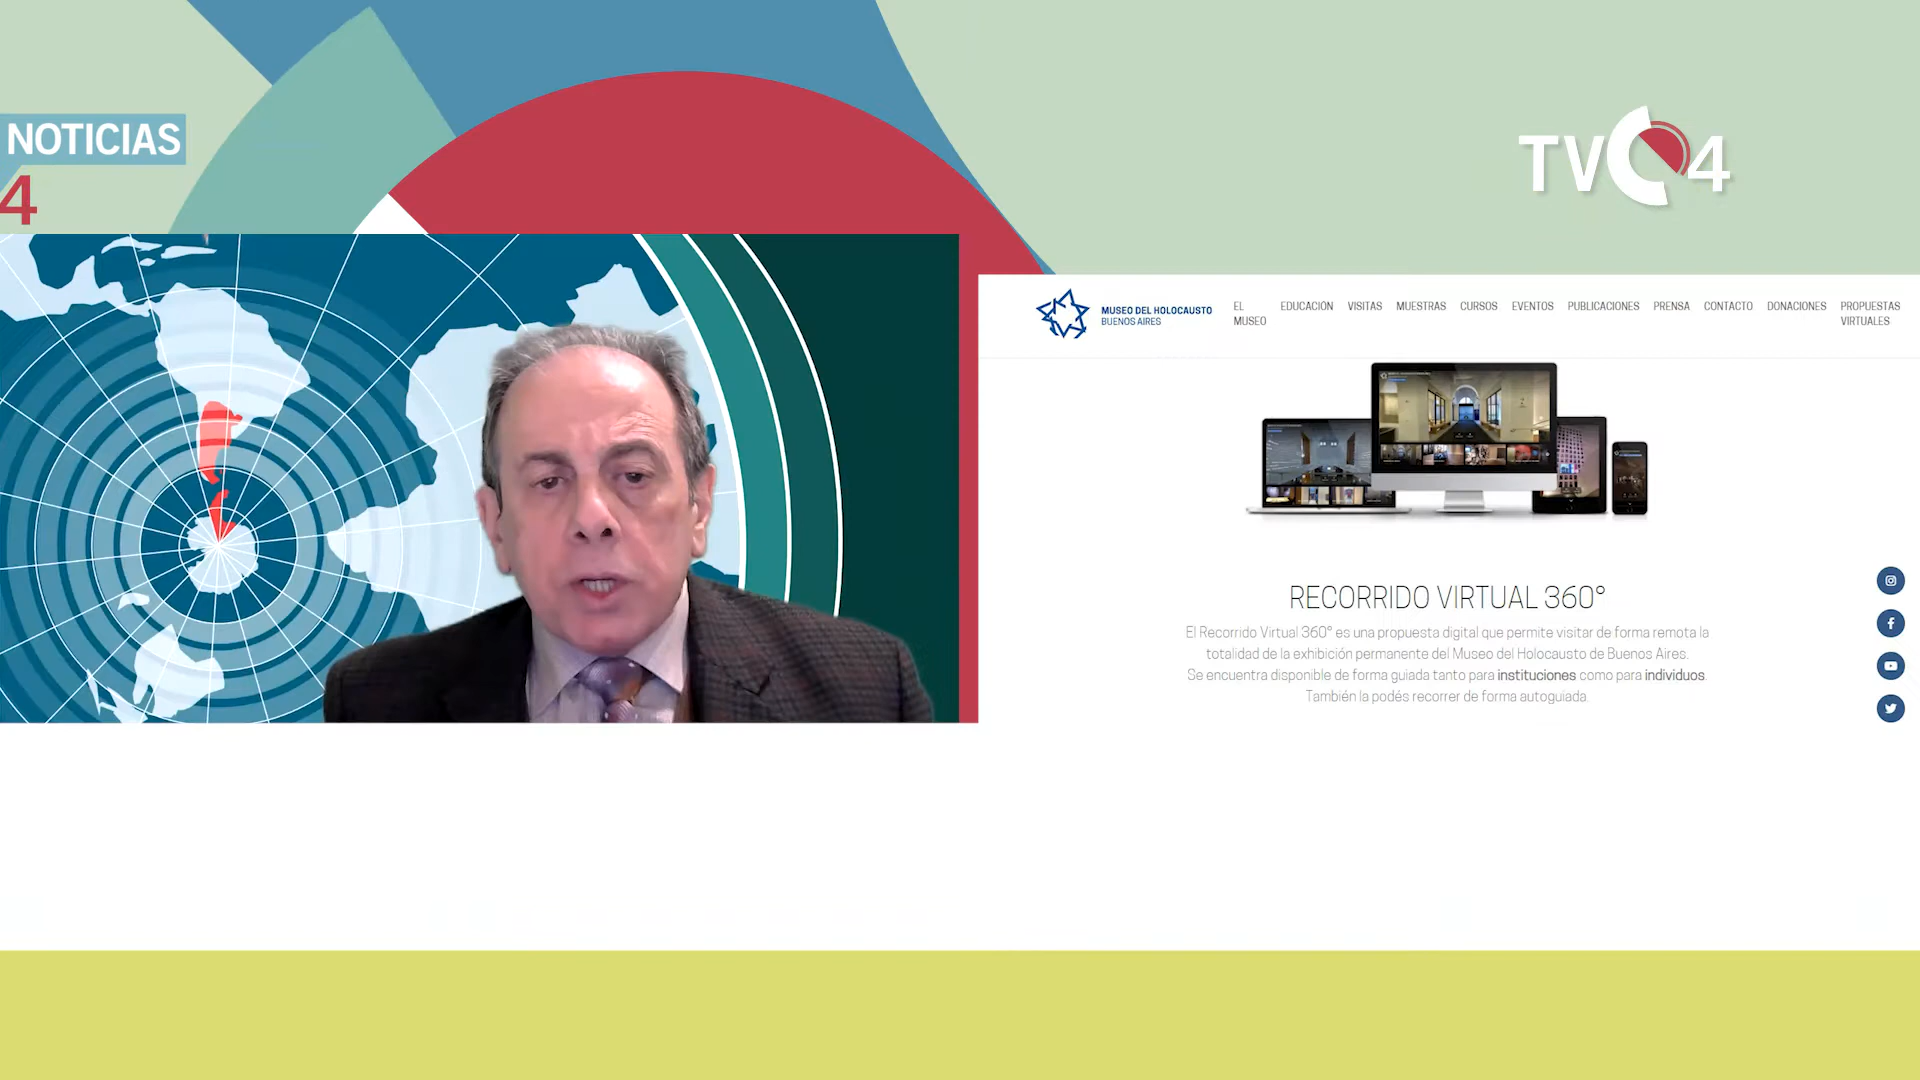 NOTICIAS
4
TVC4
MUSEO DEL HOLOCAUSTO
BUENOS AIRES
EL MUSEO
EDUCACIÓN
VISITAS
MUESTRAS
CURSOS
EVENTOS
PUBLICACIONES
PRENSA
CONTACTO
DONACIONES
PROPUESTAS VIRTUALES
RECORRIDO VIRTUAL 360°
El Recorrido Virtual 360° es una propuesta digital que permite visitar de forma remota la
totalidad de la exhibición permanente del Museo del Holocausto de Buenos Aires.
Se encuentra disponible de forma guiada tanto para instituciones como para individuos.
También la podés recorrer de forma autoguiada.